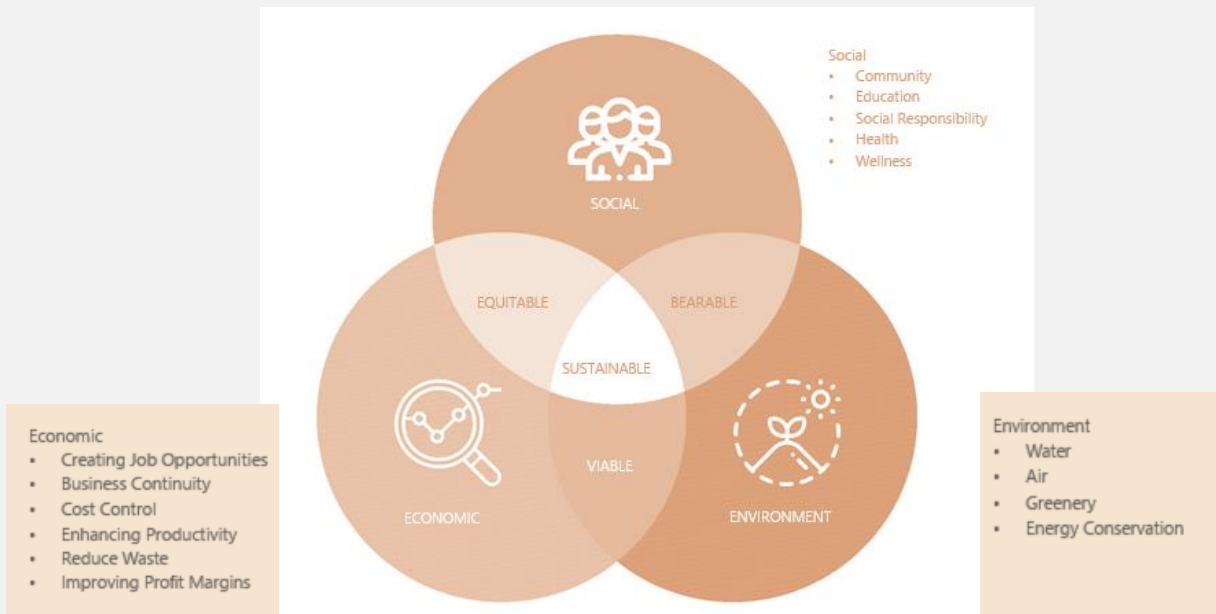 Social
• Community
• Education
• Social Responsibility
• Health
• Wellness
SOCIAL
EQUITABLE
BEARABLE
SUSTAINABLE
VIABLE
ECONOMIC
ENVIRONMENT
Economic
• Creating Job Opportunities
• Business Continuity
• Cost Control
• Enhancing Productivity
• Reduce Waste
• Improving Profit Margins
Environment
• Water
• Air
• Greenery
• Energy Conservation